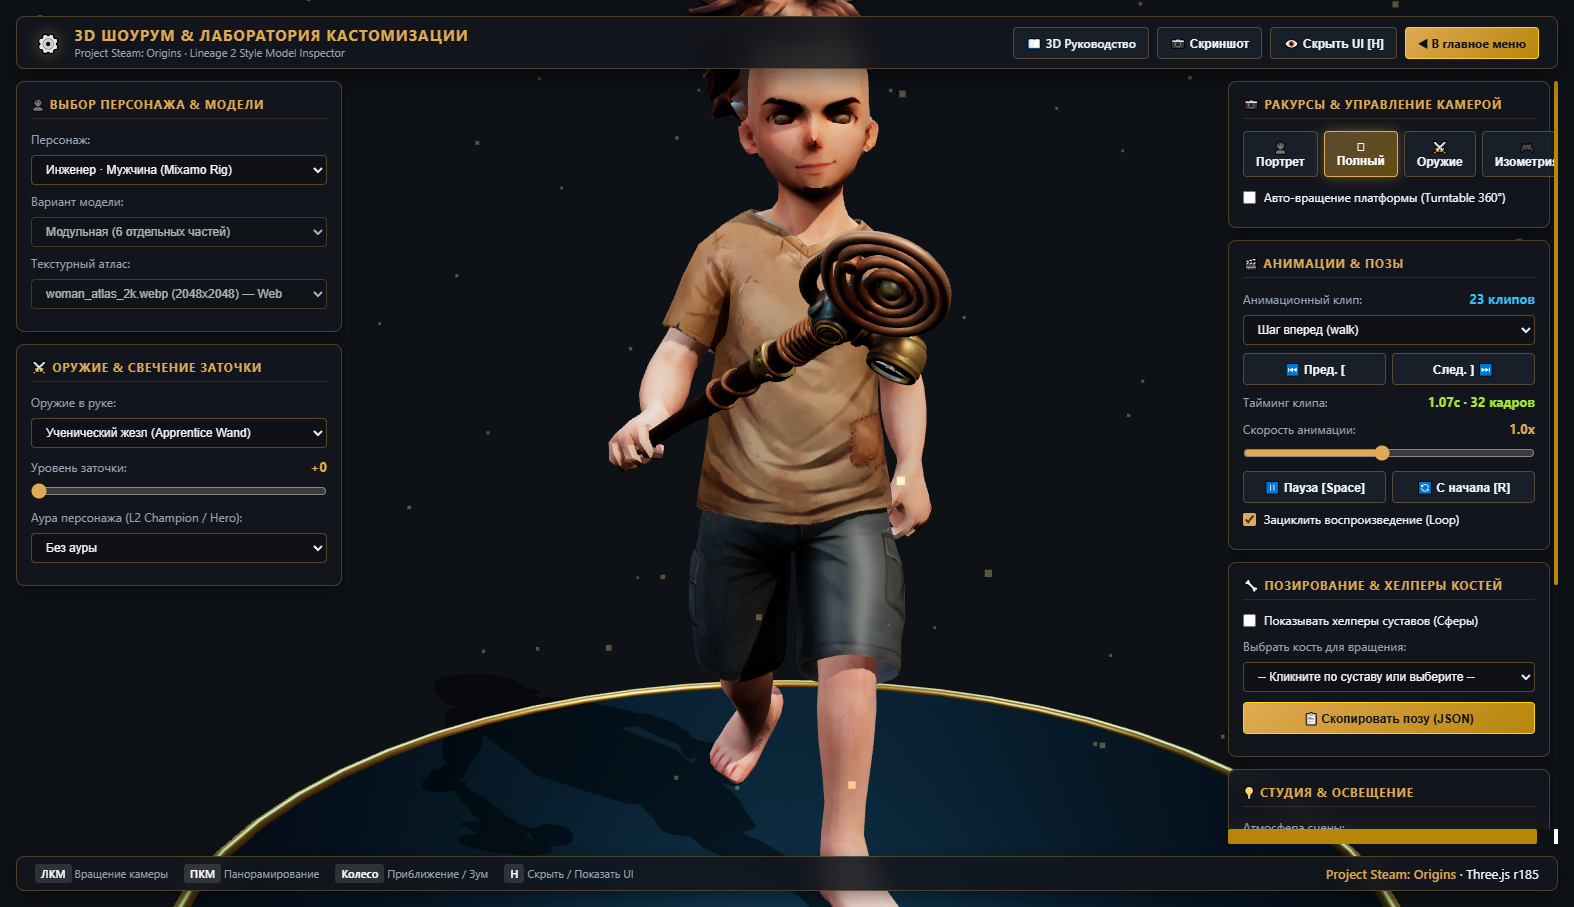 3D ШОУРУМ & ЛАБОРАТОРИЯ КАСТОМИЗАЦИИ
Project Steam: Origins · Lineage 2 Style Model Inspector
3D Руководство
Скриншот
Скрыть UI [H]
◀ В главное меню
ВЫБОР ПЕРСОНАЖА & МОДЕЛИ
Персонаж:
Инженер - Мужчина (Mixamo Rig)
Вариант модели:
Модульная (6 отдельных частей)
Текстурный атлас:
woman_atlas_2k.webp (2048x2048) — Web
ОРУЖИЕ & СВЕЧЕНИЕ ЗАТОЧКИ
Оружие в руке:
Ученический жезл (Apprentice Wand)
Уровень заточки:
+0
Аура персонажа (L2 Champion / Hero):
Без ауры
РАКУРСЫ & УПРАВЛЕНИЕ КАМЕРОЙ
Портрет
Полный
Оружие
Изометрия
Авто-вращение платформы (Turntable 360°)
АНИМАЦИИ & ПОЗЫ
Анимационный клип:
23 клипов
Шаг вперед (walk)
Пред. [
След. ]
Тайминг клипа:
1.07с · 32 кадров
Скорость анимации:
1.0x
Пауза [Space]
С начала [R]
Зациклить воспроизведение (Loop)
ПОЗИРОВАНИЕ & ХЕЛПЕРЫ КОСТЕЙ
Показывать хелперы суставов (Сферы)
Выбрать кость для вращения:
-- Кликните по суставу или выберите --
Скопировать позу (JSON)
СТУДИЯ & ОСВЕЩЕНИЕ
Атмосфера сцены:
ЛКМ Вращение камеры
ПКМ Панорамирование
Колесо Приближение / Зум
H Скрыть / Показать UI
Project Steam: Origins · Three.js r185